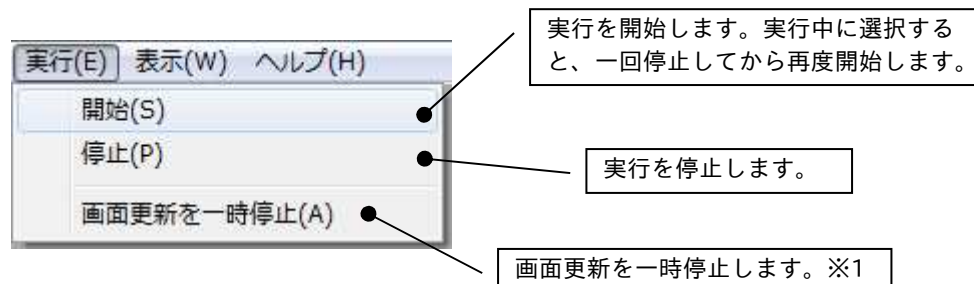 実行を開始します。実行中に選択する
と、一回停止してから再度開始します。
実行(E) 表示(W) ヘルプ(H)
開始(S)
停止(P)
実行を停止します。
画面更新を一時停止(A)
画面更新を一時停止します。※1